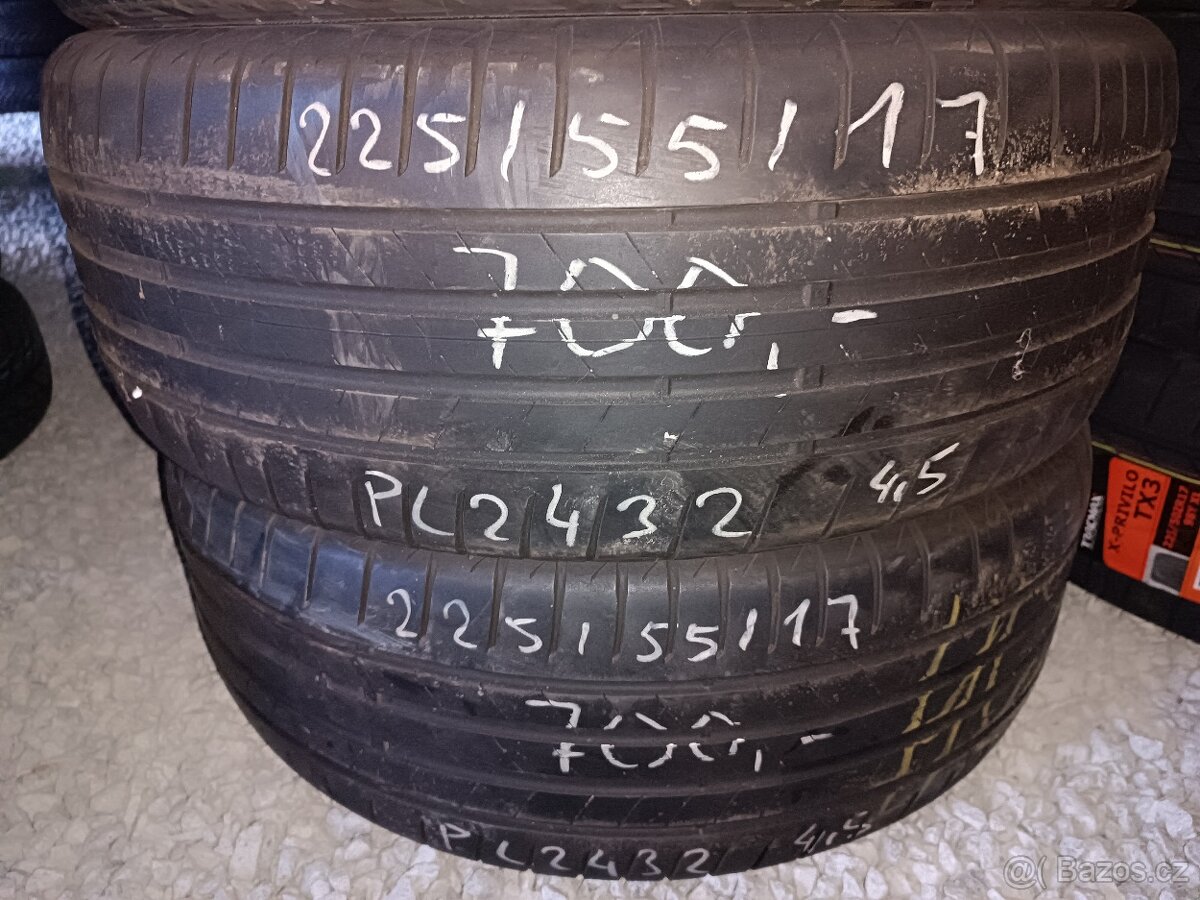 225/55/17
700,-
PL2432 4,5
225/55/17
700,-
PL2432 4,5
TRACMAX
X-PRIVILO
TX3
@( Bazos.cz